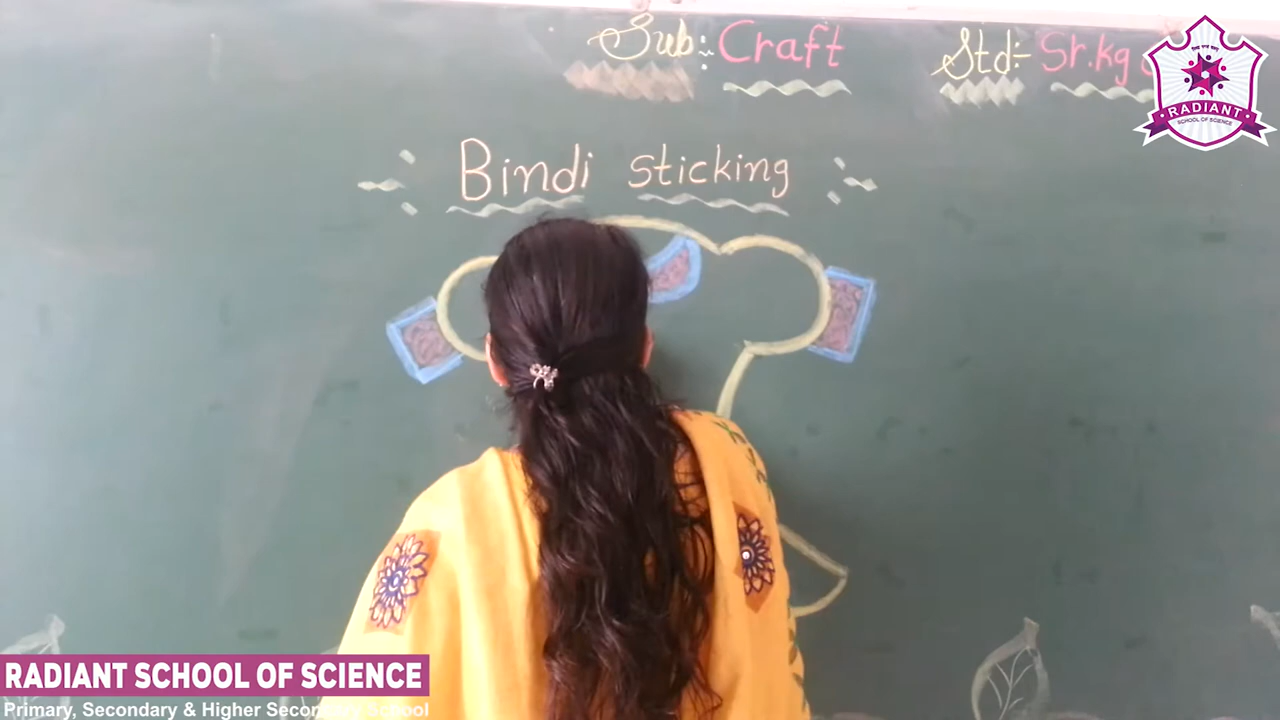 Sub:- Craft
Std:- Sr.kg
Bindi sticking
RADIANT
SCHOOL OF SCIENCE
RADIANT SCHOOL OF SCIENCE
Primary, Secondary & Higher Secondary School